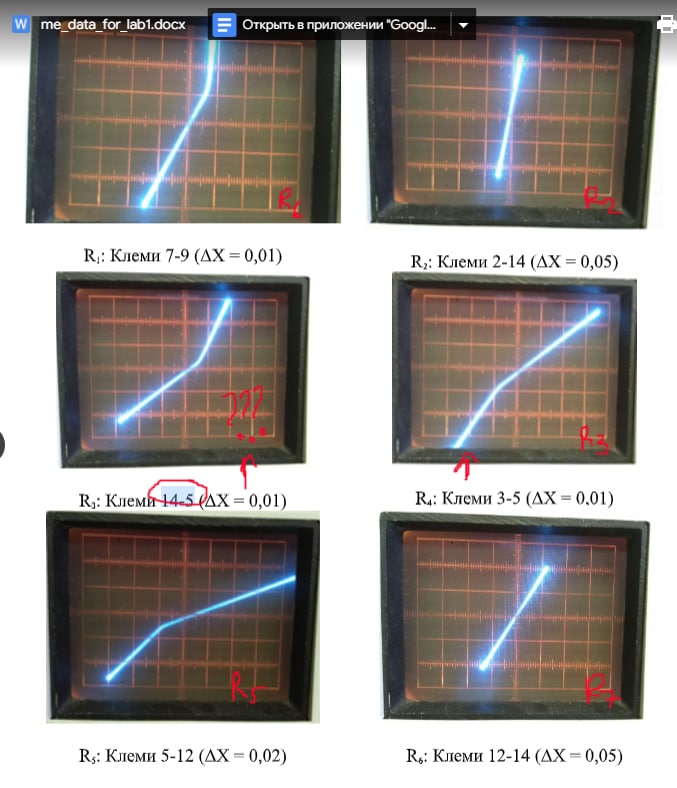 me_data_for_lab1.docx
Открыть в приложении "Googl...
R₁: Клеми 7-9 (ΔX = 0,01)
R₂: Клеми 2-14 (ΔX = 0,05)
R2
???
R3
R₃: Клеми 14-5 (ΔX = 0,01)
R₄: Клеми 3-5 (ΔX = 0,01)
R5
R7
R₅: Клеми 5-12 (ΔX = 0,02)
R₆: Клеми 12-14 (ΔX = 0,05)